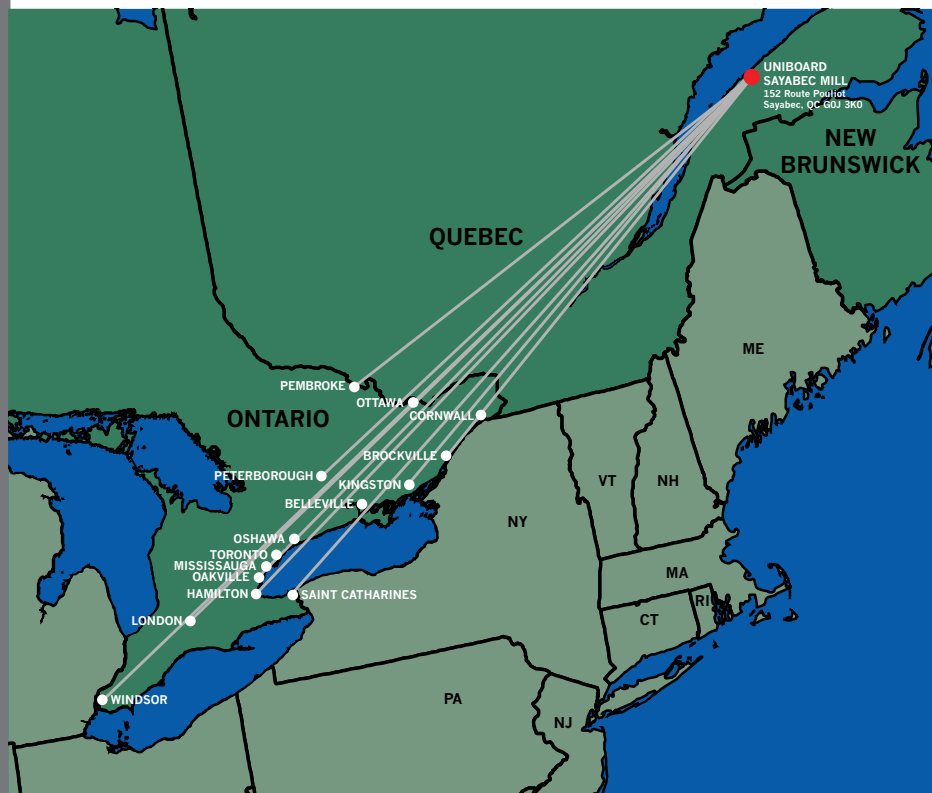 UNIBOARD
SAYABEC MILL
152 Route Pouliot
Sayabec, QC G0J 3K0
NEW
BRUNSWICK
QUEBEC
ME
PEMBROKE
OTTAWA
ONTARIO
CORNWALL
BROCKVILLE
PETERBOROUGH
KINGSTON
VT
NH
BELLEVILLE
NY
OSHAWA
TORONTO
MISSISSAUGA
OAKVILLE
MA
HAMILTON
SAINT CATHARINES
RI
LONDON
CT
WINDSOR
PA
NJ